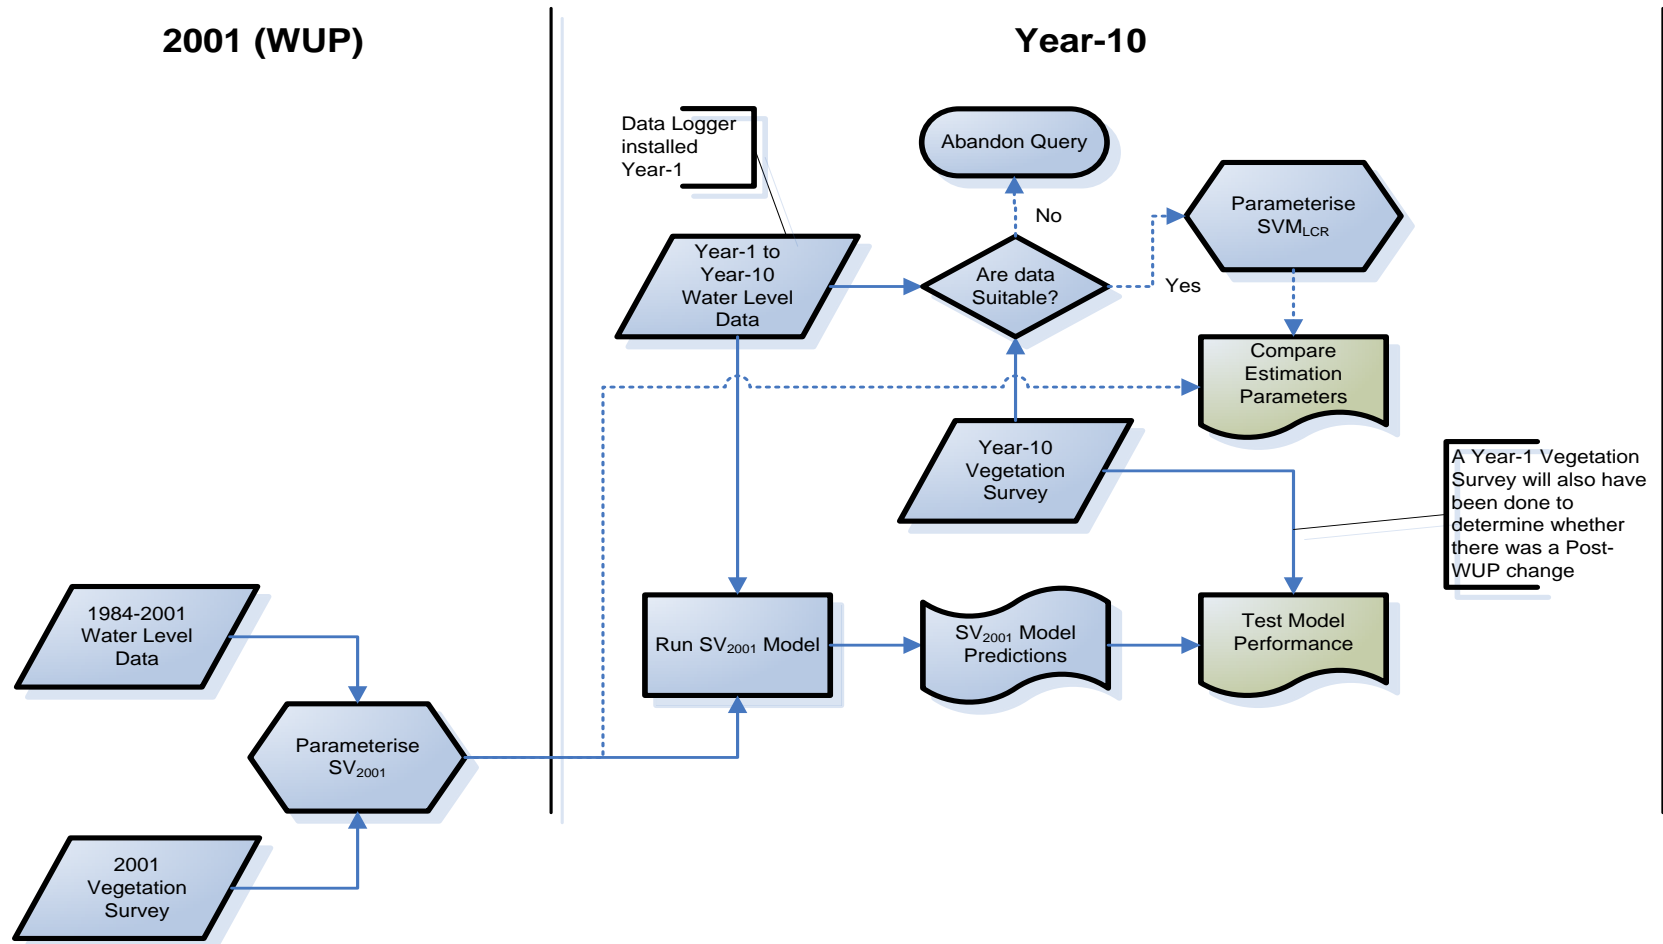 2001 (WUP)
Year-10
Data Logger
installed
Year-1
Abandon Query
No
Parameterise
SVM_LCR
Year-1 to
Year-10
Water Level
Data
Are data
Suitable?
Yes
Compare
Estimation
Parameters
Year-10
Vegetation
Survey
A Year-1 Vegetation
Survey will also have
been done to
determine whether
there was a Post-
WUP change
1984-2001
Water Level
Data
Run SV₂₀₀₁ Model
SV₂₀₀₁ Model
Predictions
Test Model
Performance
Parameterise
SV₂₀₀₁
2001
Vegetation
Survey